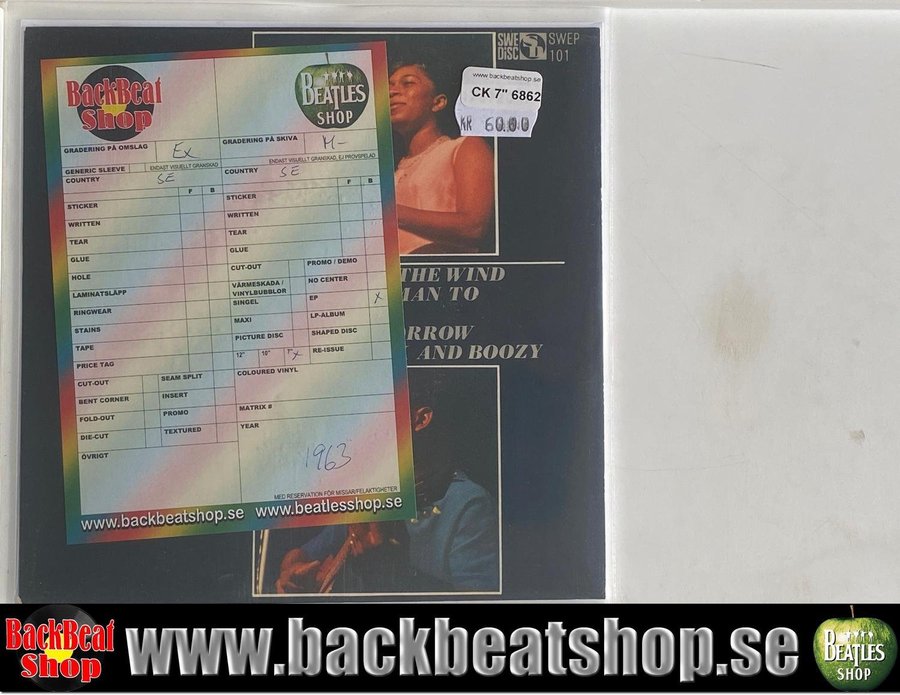 SWE DISC SWEP
101
www.backbeatshop.se
CK 7" 6862
KR 60.00
BackBeat
Shop
BEATLES
SHOP
GRADERING PÅ OMSLAG Ex
GRADERING PÅ SKIVA M-
GENERIC SLEEVE ENDAST VISUELLT GRANSKAD
ENDAST VISUELLT GRANSKAD, EJ PROVSPELAD
COUNTRY SE
COUNTRY SE
F B
F B
STICKER
STICKER
WRITTEN
WRITTEN
TEAR
TEAR
GLUE
GLUE
HOLE
CUT-OUT PROMO / DEMO
LAMINATSLÄPP
VÄRMESKADA /
VINYLBUBBLOR NO CENTER
RINGWEAR
SINGEL EP X
STAINS
MAXI LP-ALBUM
TAPE
PICTURE DISC SHAPED DISC
PRICE TAG
12" 10" 7" X RE-ISSUE
CUT-OUT SEAM SPLIT
COLOURED VINYL
BENT CORNER INSERT
FOLD-OUT PROMO
MATRIX #
DIE-CUT TEXTURED
YEAR
ÖVRIGT
1963
MED RESERVATION FÖR MISSAR/FELAKTIGHETER
www.backbeatshop.se www.beatlesshop.se
THE WIND
MAN TO
RROW
AND BOOZY
BackBeat
Shop
www.backbeatshop.se
BEATLES
SHOP